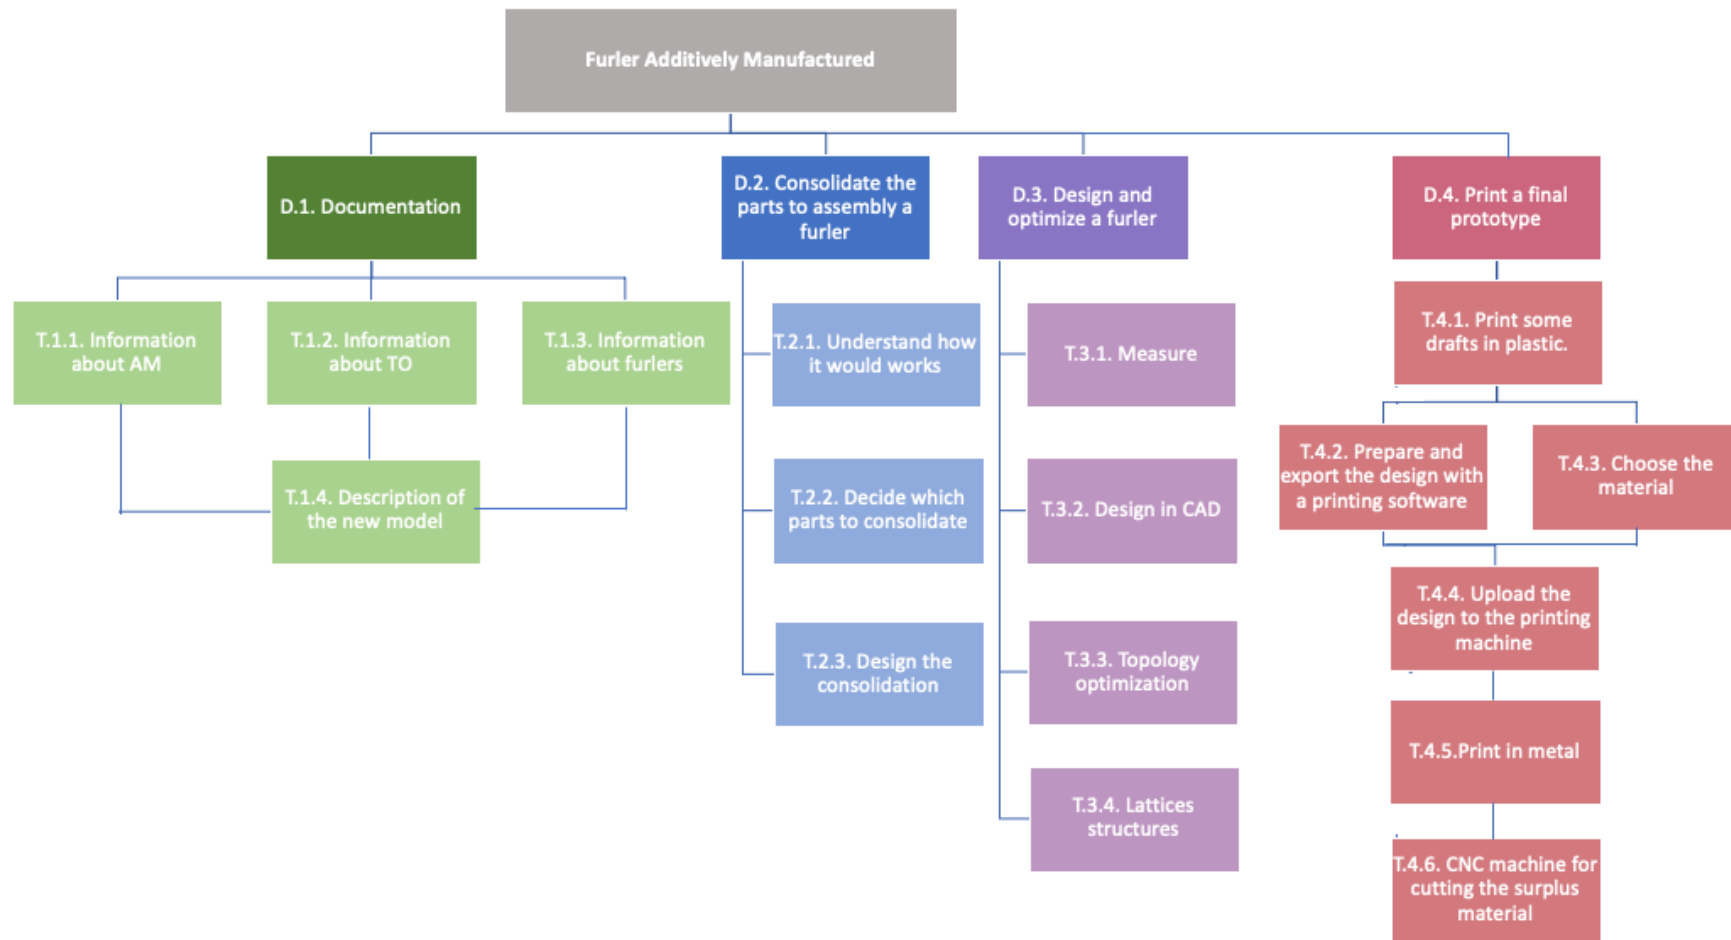 Furler Additively Manufactured
D.1. Documentation
D.2. Consolidate the
parts to assembly a
furler
D.3. Design and
optimize a furler
D.4. Print a final
prototype
T.1.1. Information
about AM
T.1.2. Information
about TO
T.1.3. Information
about furlers
T.1.4. Description of
the new model
T.2.1. Understand how
it would works
T.2.2. Decide which
parts to consolidate
T.2.3. Design the
consolidation
T.3.1. Measure
T.3.2. Design in CAD
T.3.3. Topology
optimization
T.3.4. Lattices
structures
T.4.1. Print some
drafts in plastic.
T.4.2. Prepare and
export the design with
a printing software
T.4.3. Choose the
material
T.4.4. Upload the
design to the printing
machine
T.4.5.Print in metal
T.4.6. CNC machine for
cutting the surplus
material